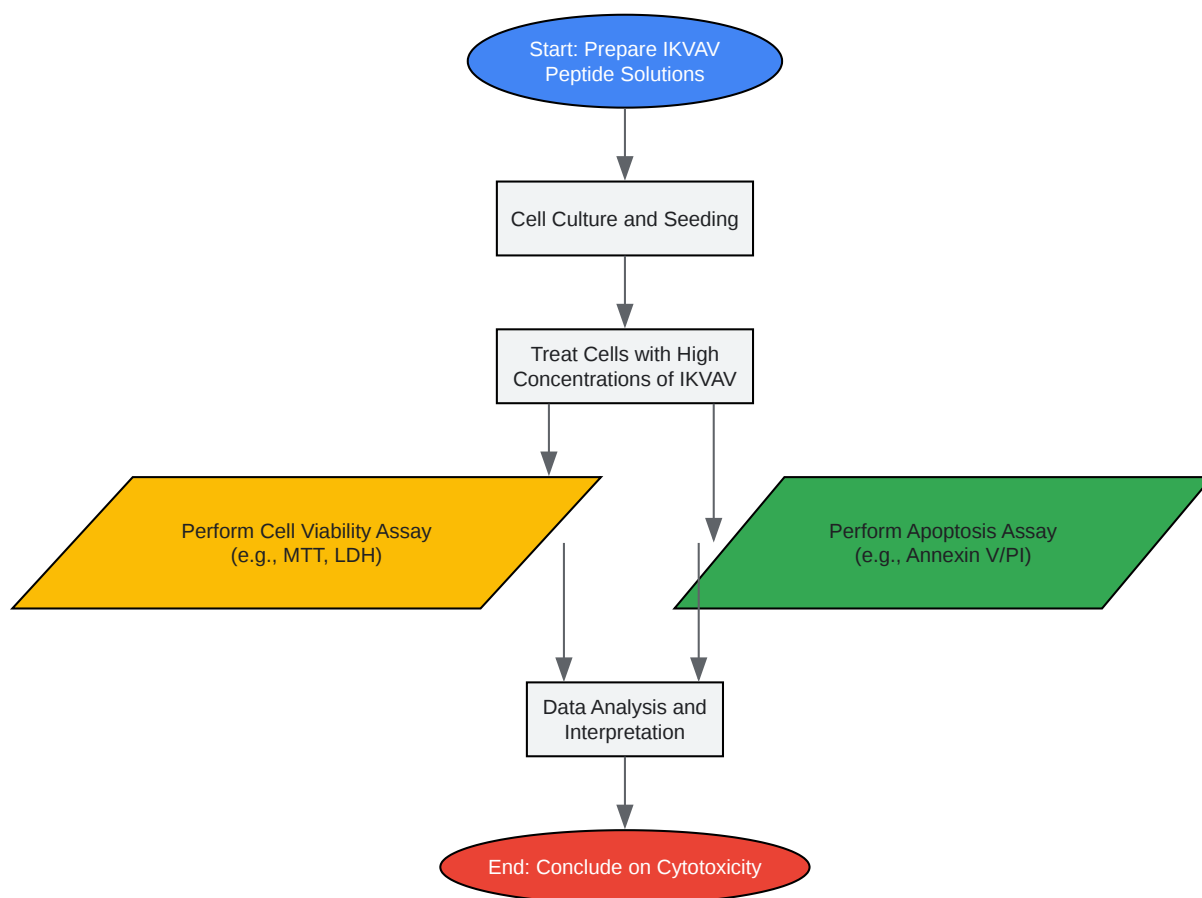 Start: Prepare IKVAV
Peptide Solutions
Cell Culture and Seeding
Treat Cells with High
Concentrations of IKVAV
Perform Cell Viability Assay
(e.g., MTT, LDH)
Perform Apoptosis Assay
(e.g., Annexin V/PI)
Data Analysis and
Interpretation
End: Conclude on Cytotoxicity